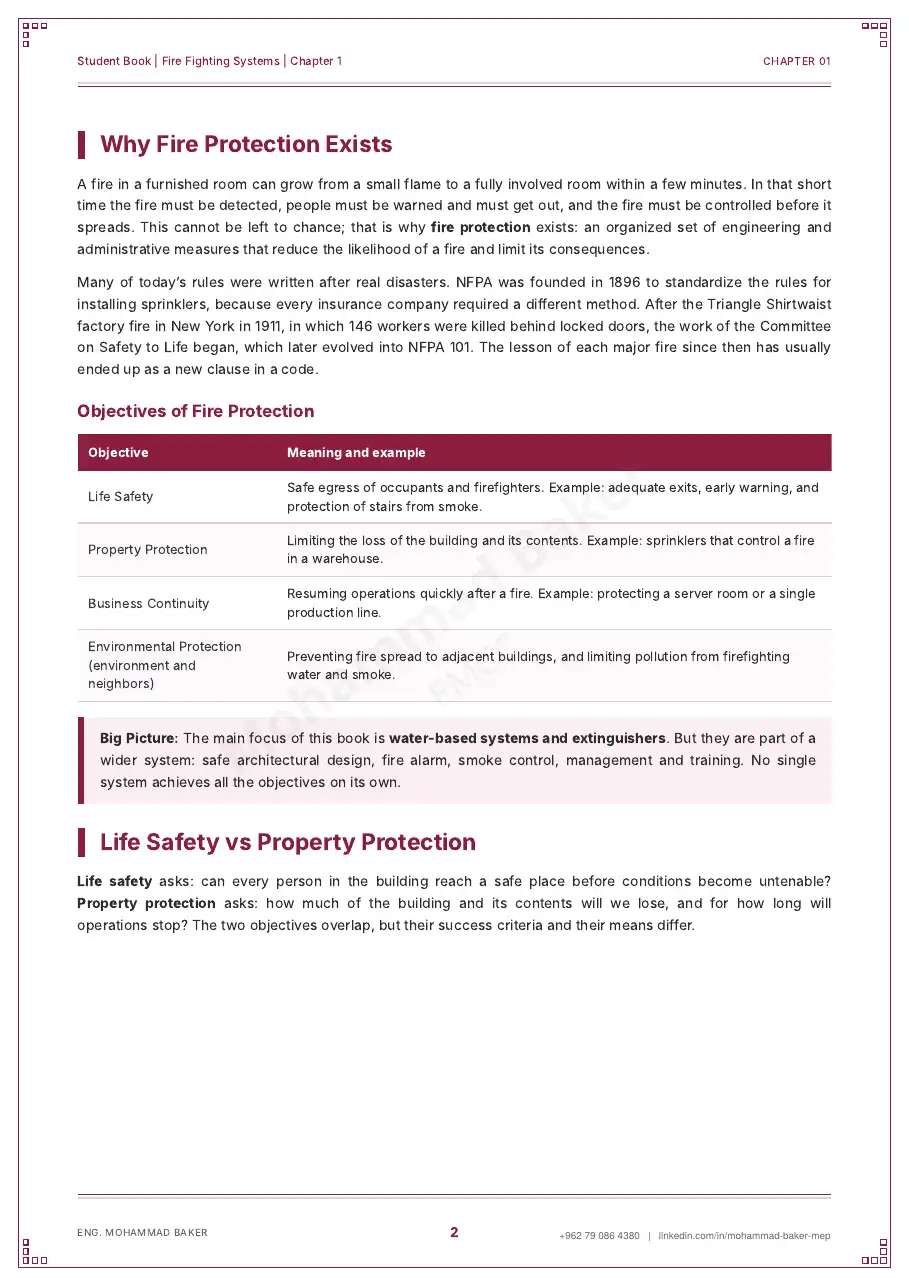 Student Book | Fire Fighting Systems | Chapter 1
CHAPTER 01
Why Fire Protection Exists
A fire in a furnished room can grow from a small flame to a fully involved room within a few minutes. In that short
time the fire must be detected, people must be warned and must get out, and the fire must be controlled before it
spreads. This cannot be left to chance; that is why fire protection exists: an organized set of engineering and
administrative measures that reduce the likelihood of a fire and limit its consequences.
Many of today's rules were written after real disasters. NFPA was founded in 1896 to standardize the rules for
installing sprinklers, because every insurance company required a different method. After the Triangle Shirtwaist
factory fire in New York in 1911, in which 146 workers were killed behind locked doors, the work of the Committee
on Safety to Life began, which later evolved into NFPA 101. The lesson of each major fire since then has usually
ended up as a new clause in a code.
Objectives of Fire Protection
Objective
Meaning and example
Life Safety
Safe egress of occupants and firefighters. Example: adequate exits, early warning, and
protection of stairs from smoke.
Property Protection
Limiting the loss of the building and its contents. Example: sprinklers that control a fire
in a warehouse.
Business Continuity
Resuming operations quickly after a fire. Example: protecting a server room or a single
production line.
Environmental Protection
(environment and
neighbors)
Preventing fire spread to adjacent buildings, and limiting pollution from firefighting
water and smoke.
Mohammad Baker
Big Picture: The main focus of this book is water-based systems and extinguishers. But they are part of a
wider system: safe architectural design, fire alarm, smoke control, management and training. No single
system achieves all the objectives on its own.
Life Safety vs Property Protection
Life safety asks: can every person in the building reach a safe place before conditions become untenable?
Property protection asks: how much of the building and its contents will we lose, and for how long will
operations stop? The two objectives overlap, but their success criteria and their means differ.
ENG. MOHAMMAD BAKER
2
+962 79 086 4380 | linkedin.com/in/mohammad-baker-mep